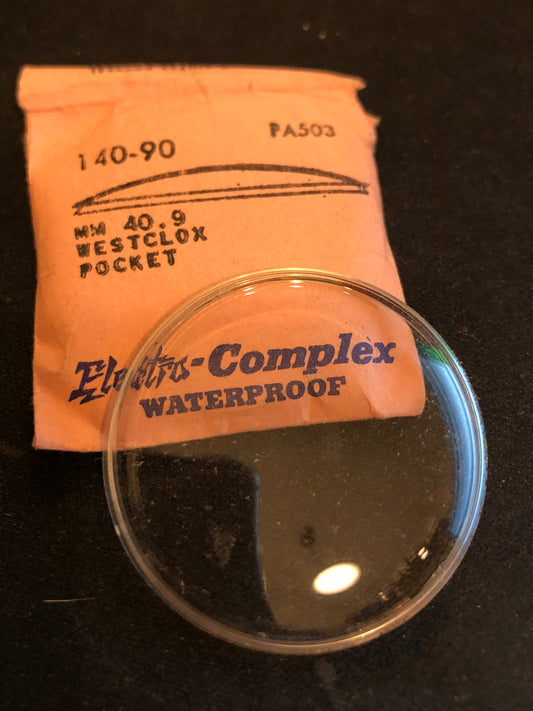 140-90
PA503
MM 40.9
WESTCLOX
POCKET
Electro-Complex
WATERPROOF